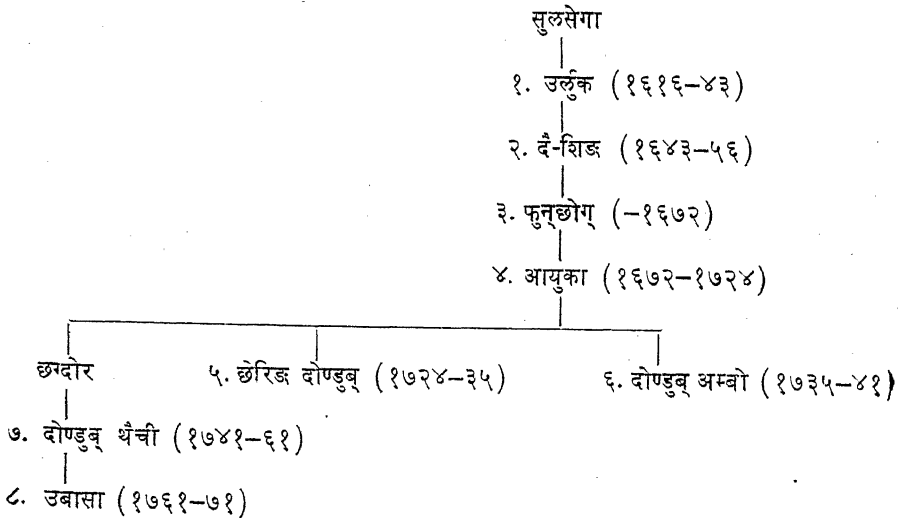 सुलसेगा
१. उर्लुक (१६१६–४३)
२. दै-शिङ (१६४३–५६)
३. फुन्छोग् (–१६७२)
४. आयुका (१६७२–१७२४)
छग्दोर ५. छेरिङ दोण्डुब् (१७२४–३५) ६. दोण्डुब् अम्बो (१७३५–४१)
७. दोण्डुब् थैची (१७४१–६१)
८. उबासा (१७६१–७१)